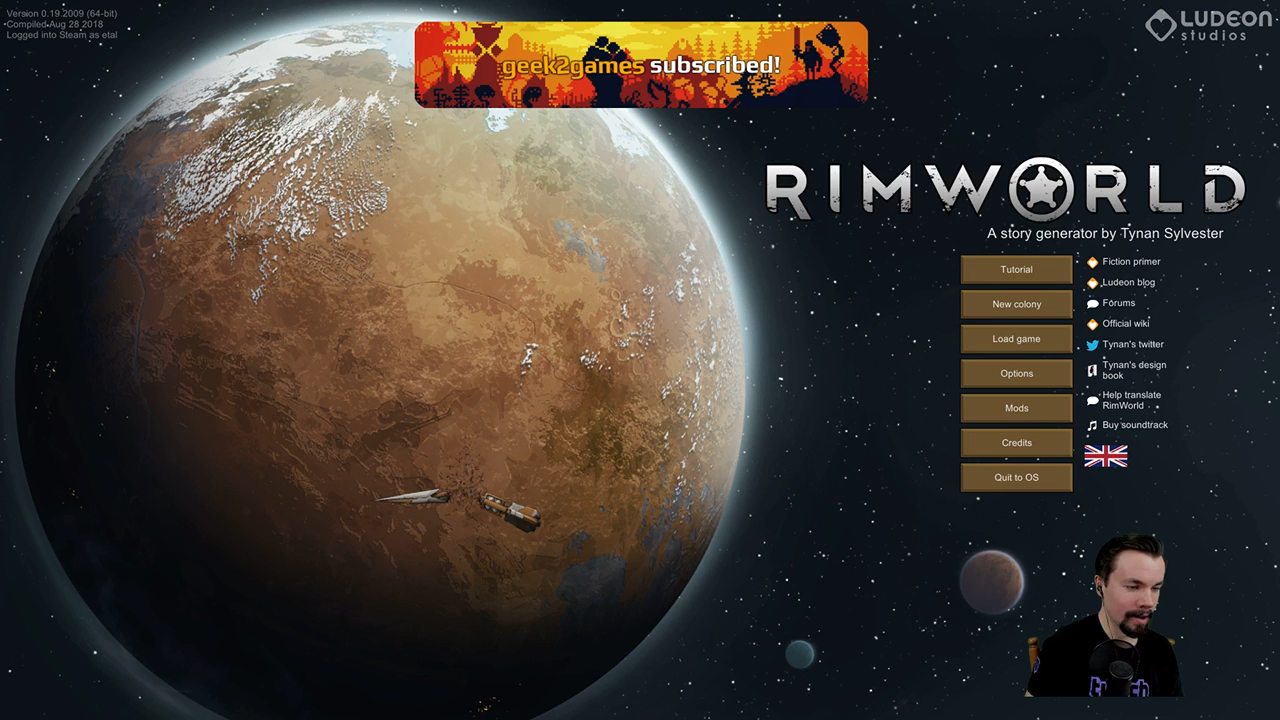 Version 0.19.2009 (64-bit)
Compiled Aug 28 2018
Logged into Steam as etal
LUDEON
studios
geek2games subscribed!
RIMWORLD
A story generator by Tynan Sylvester
Tutorial
New colony
Load game
Options
Mods
Credits
Quit to OS
Fiction primer
Ludeon blog
Forums
Official wiki
Tynan's twitter
Tynan's design
book
Help translate
RimWorld
Buy soundtrack